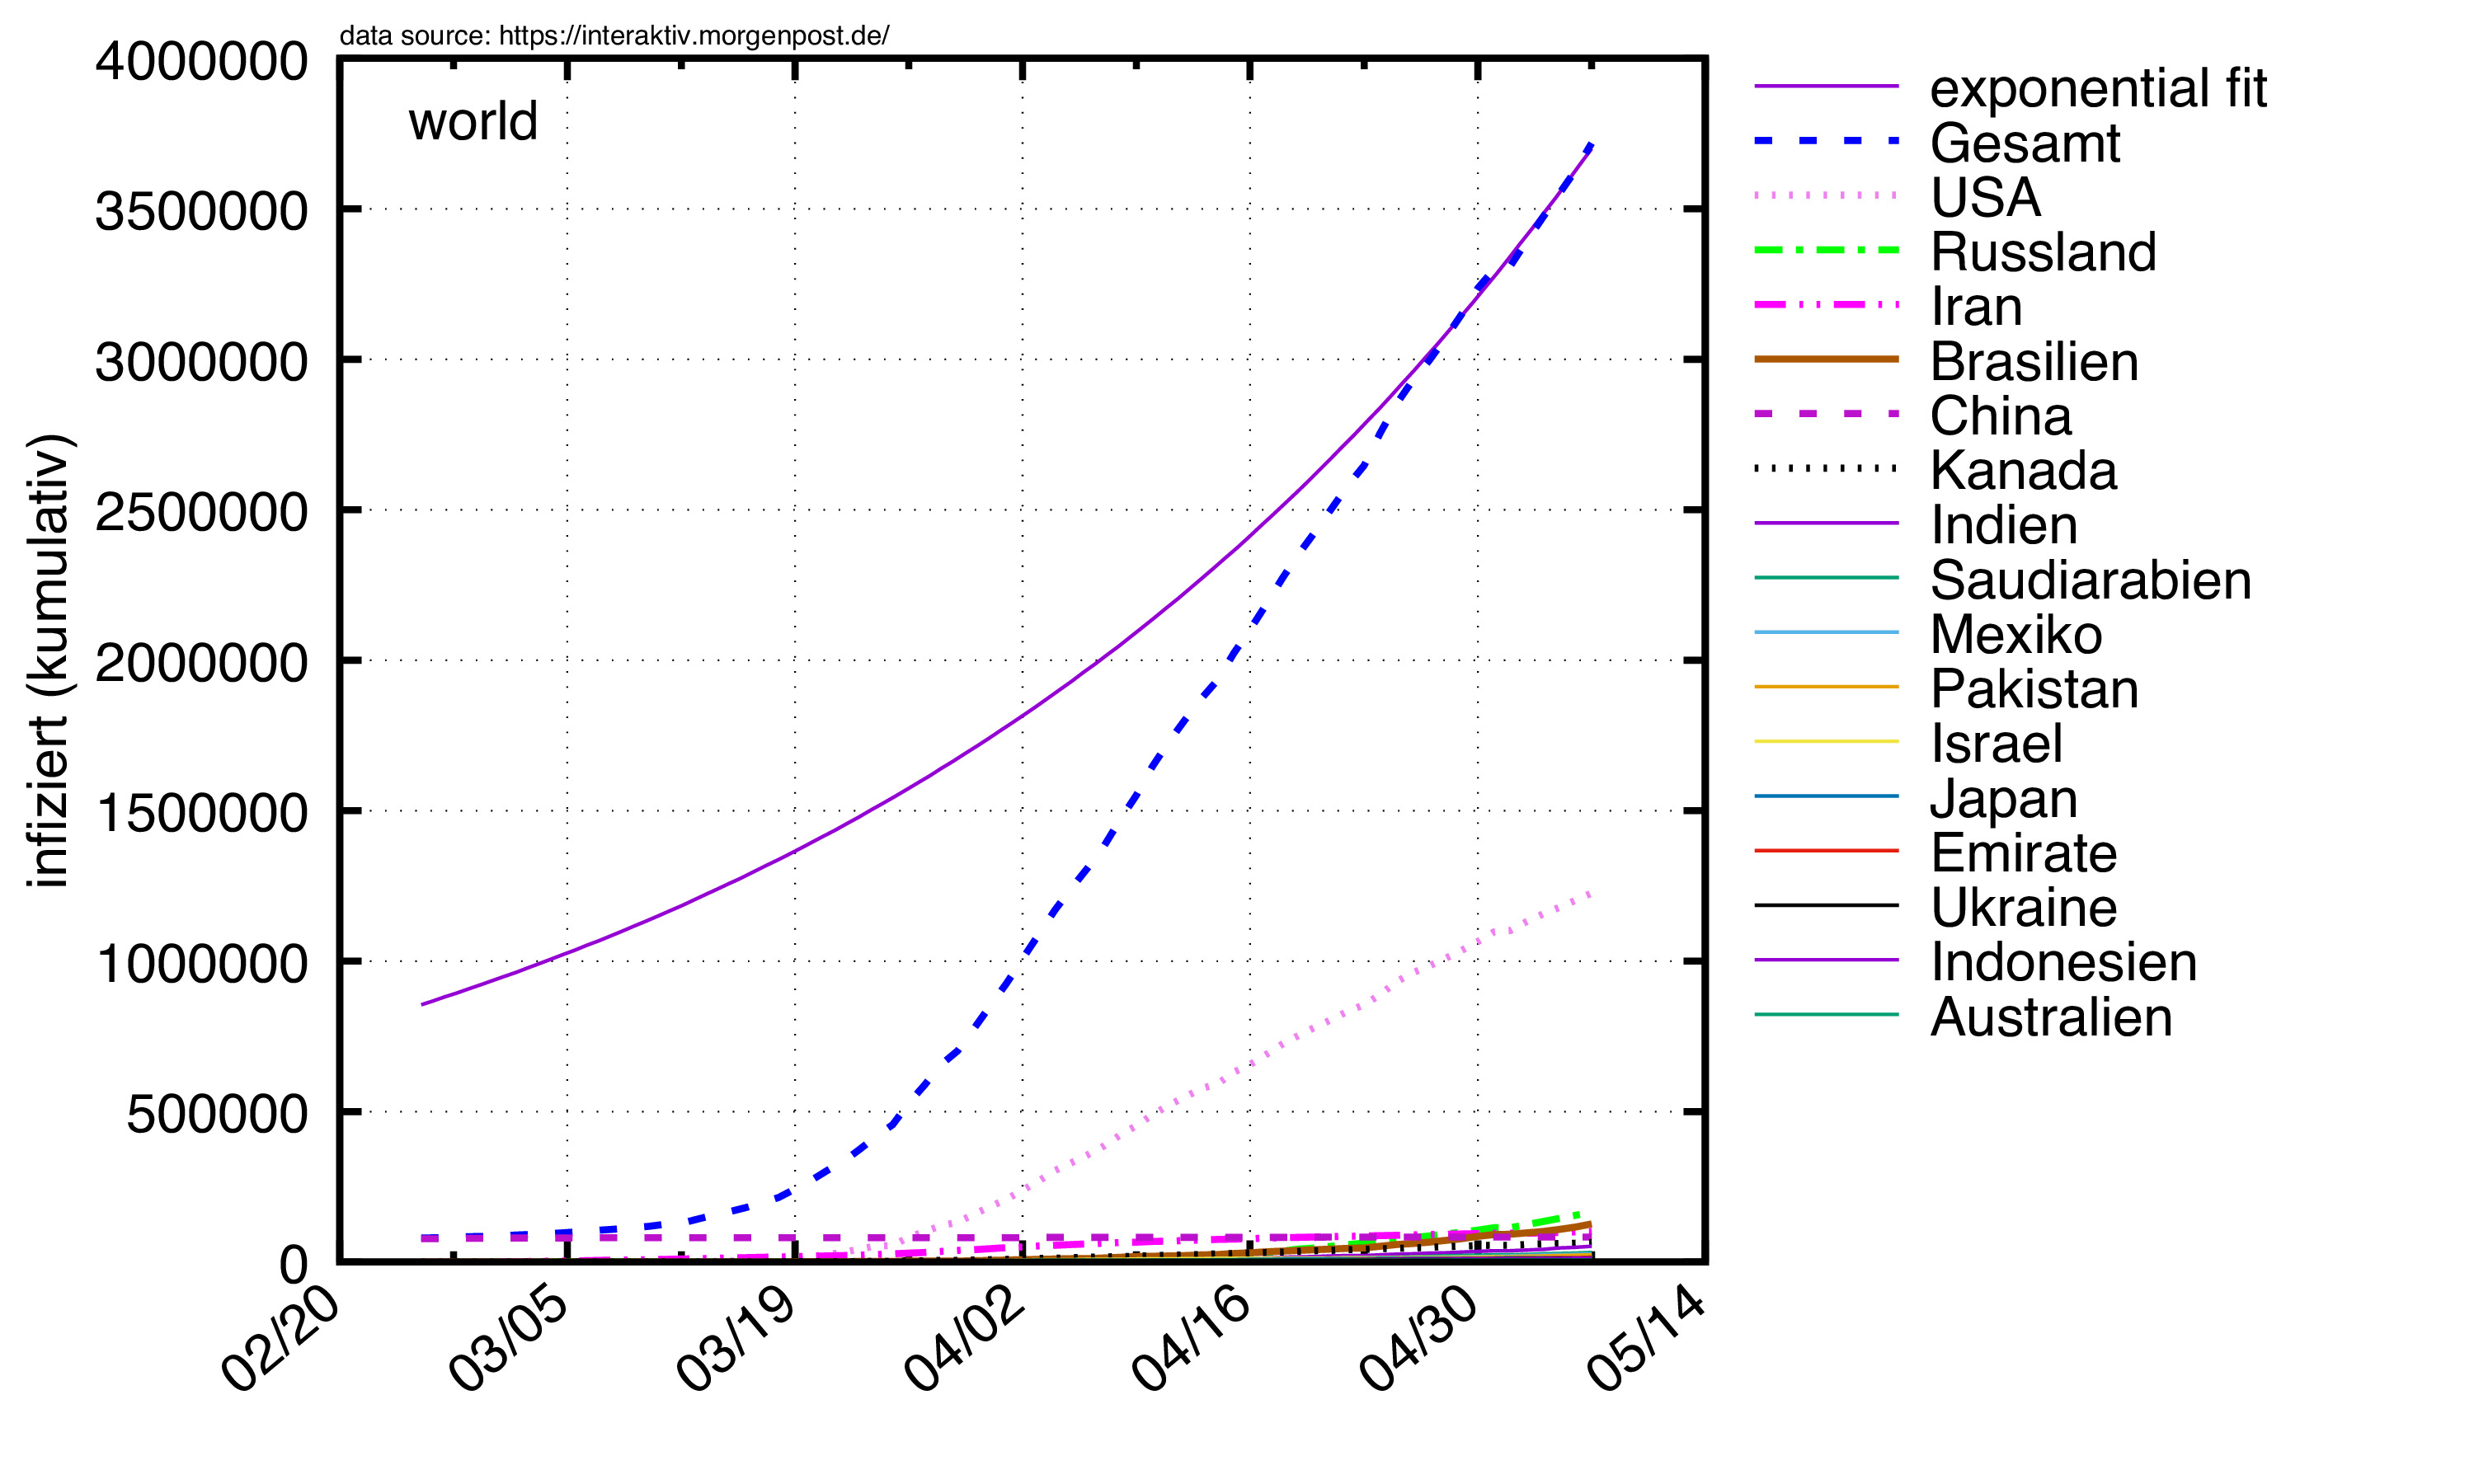 data source: https://interaktiv.morgenpost.de/
world
infiziert (kumulativ)
4000000
3500000
3000000
2500000
2000000
1500000
1000000
500000
0
02/20
03/05
03/19
04/02
04/16
04/30
05/14
exponential fit
Gesamt
USA
Russland
Iran
Brasilien
China
Kanada
Indien
Saudiarabien
Mexiko
Pakistan
Israel
Japan
Emirate
Ukraine
Indonesien
Australien